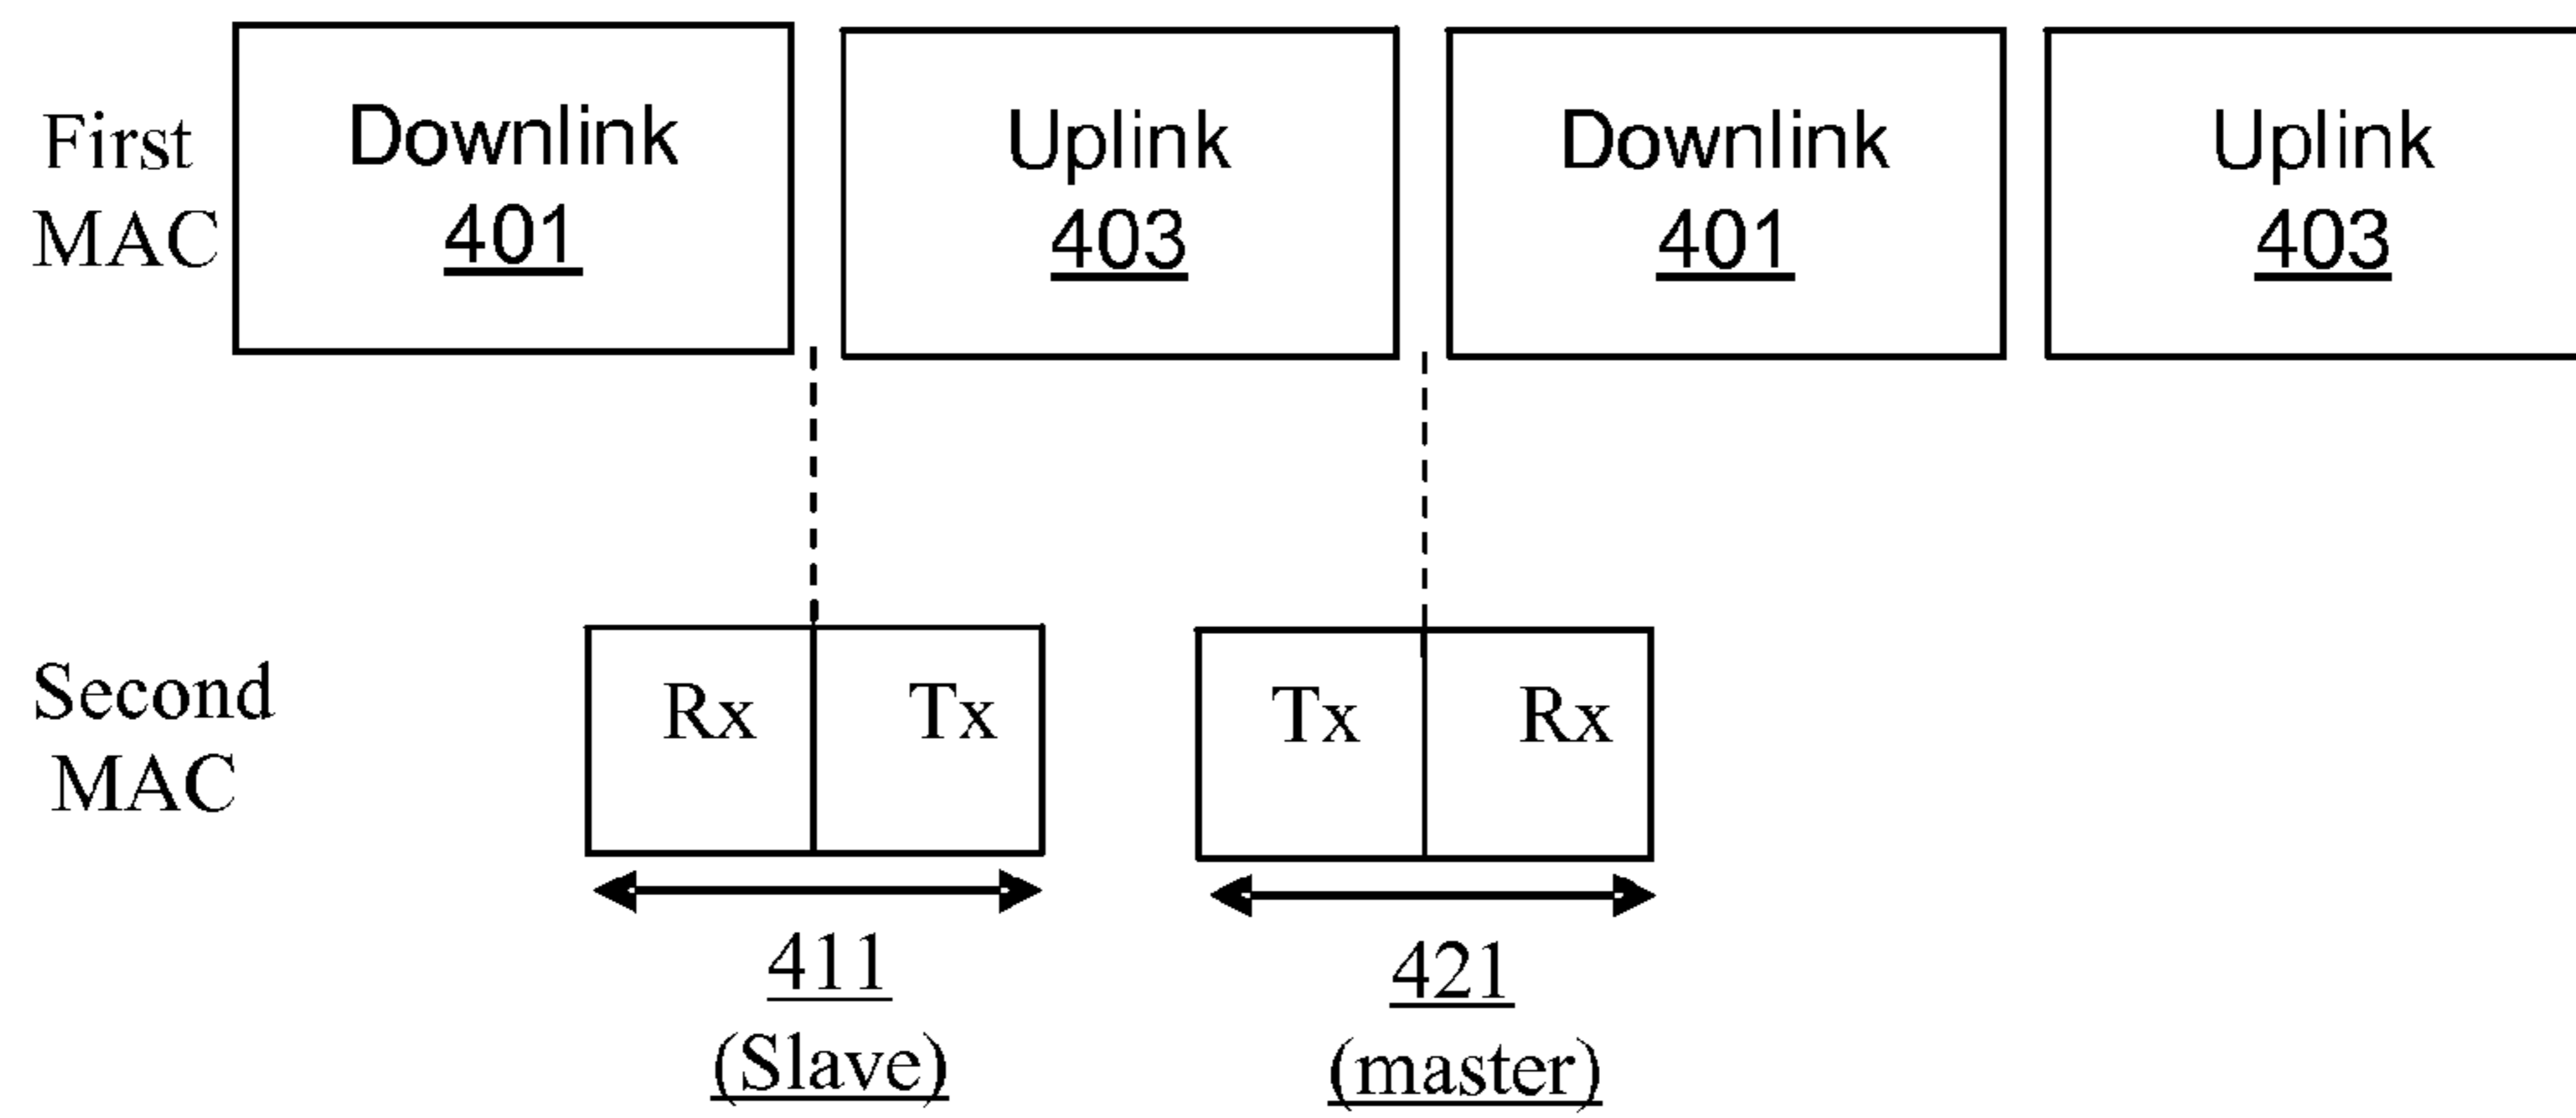 First
MAC
Downlink
401
Uplink
403
Downlink
401
Uplink
403
Second
MAC
Rx
Tx
Tx
Rx
411
(Slave)
421
(master)